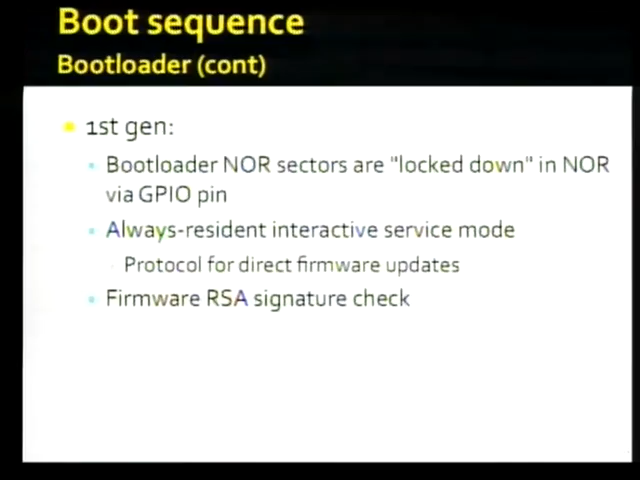 Boot sequence
Bootloader (cont)
1st gen:
Bootloader NOR sectors are "locked down" in NOR
via GPIO pin
Always-resident interactive service mode
Protocol for direct firmware updates
Firmware RSA signature check